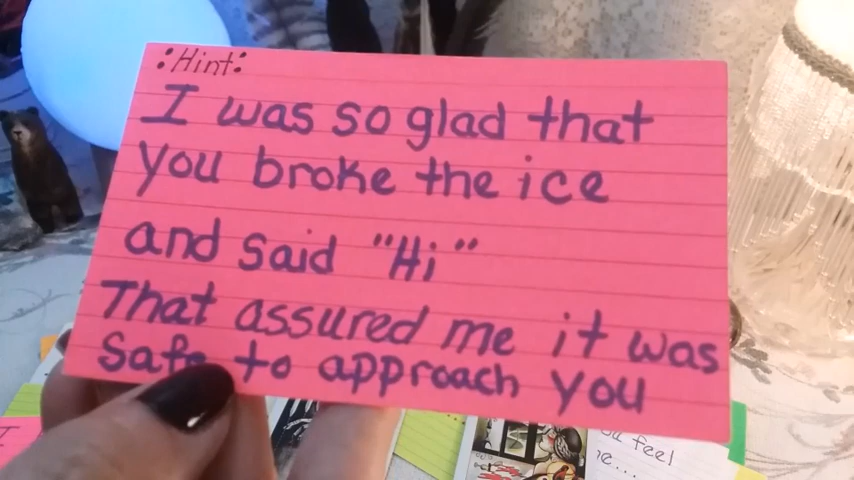 :Hint:
I was so glad that
you broke the ice
and said "Hi"
That assured me it was
Safe to approach you
I
feel